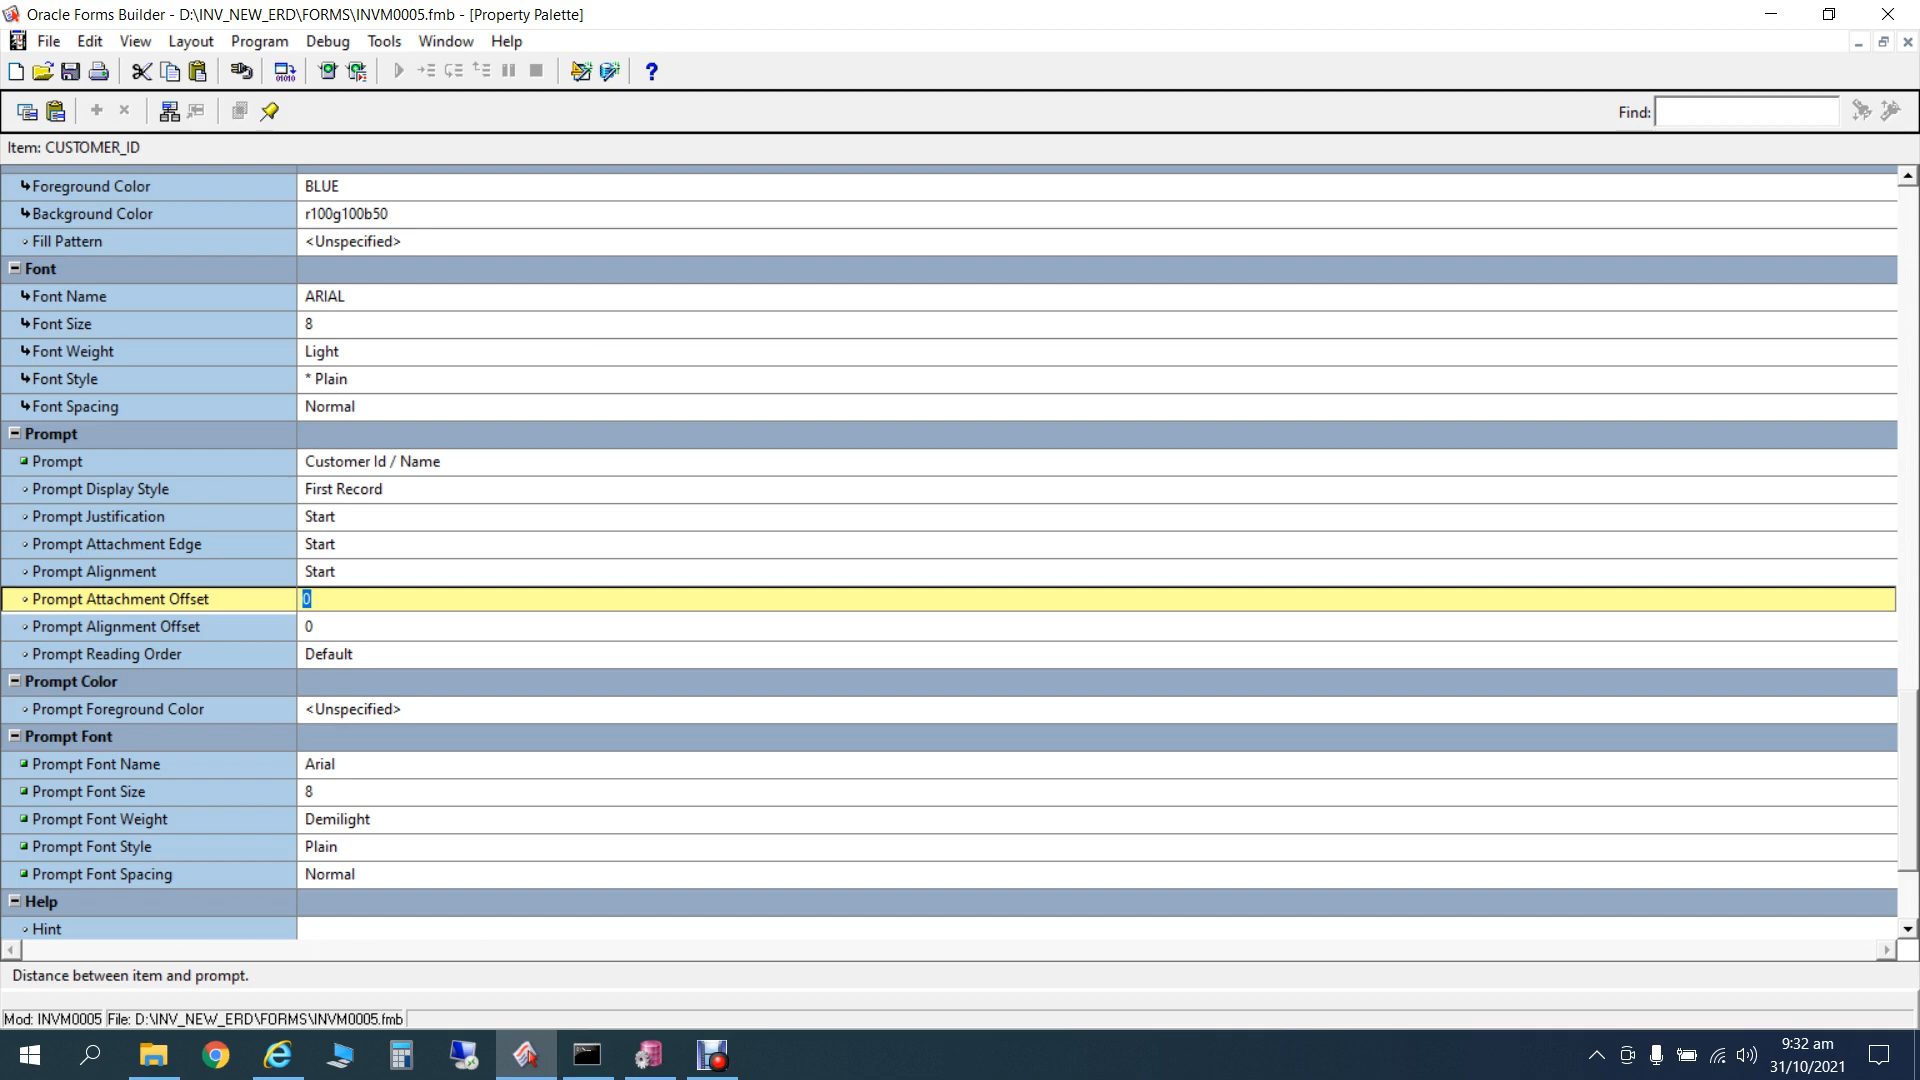 Oracle Forms Builder - D:\INV_NEW_ERD\FORMS\INVM0005.fmb - [Property Palette]
File Edit View Layout Program Debug Tools Window Help
Find:
Item: CUSTOMER_ID
Foreground Color BLUE
Background Color r100g100b50
Fill Pattern <Unspecified>
Font
Font Name ARIAL
Font Size 8
Font Weight Light
Font Style * Plain
Font Spacing Normal
Prompt
Prompt Customer Id / Name
Prompt Display Style First Record
Prompt Justification Start
Prompt Attachment Edge Start
Prompt Alignment Start
Prompt Attachment Offset 0
Prompt Alignment Offset 0
Prompt Reading Order Default
Prompt Color
Prompt Foreground Color <Unspecified>
Prompt Font
Prompt Font Name Arial
Prompt Font Size 8
Prompt Font Weight Demilight
Prompt Font Style Plain
Prompt Font Spacing Normal
Help
Hint
Distance between item and prompt.
Mod: INVM0005 File: D:\INV_NEW_ERD\FORMS\INVM0005.fmb
9:32 am
31/10/2021